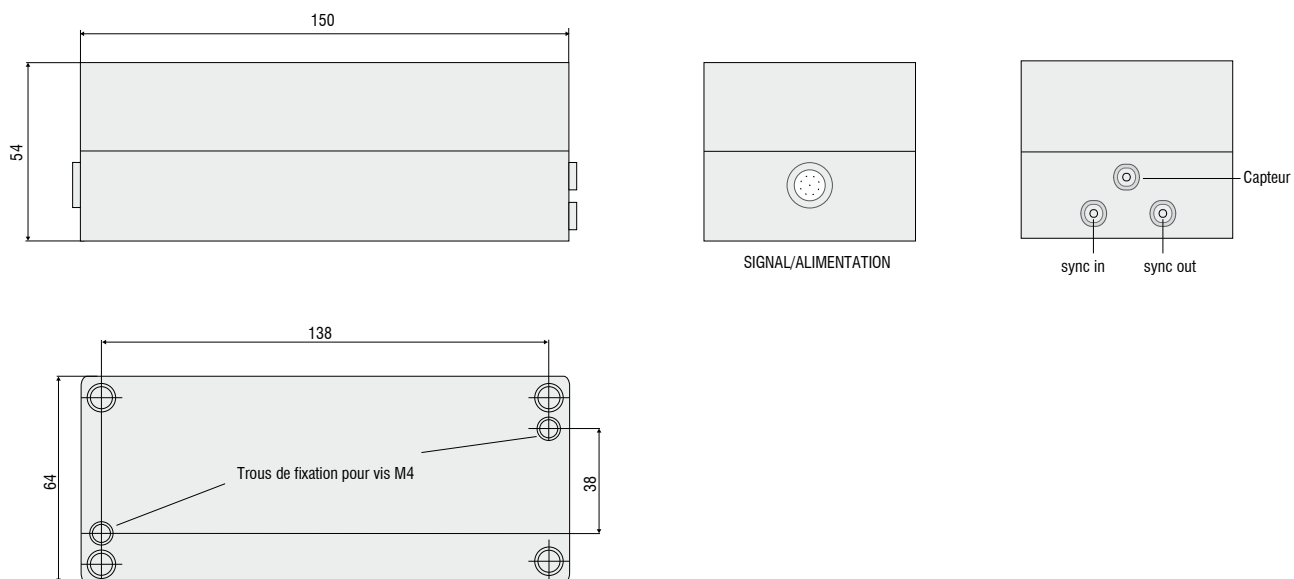 150
54
SIGNAL/ALIMENTATION
Capteur
sync in
sync out
138
64
Trous de fixation pour vis M4
38